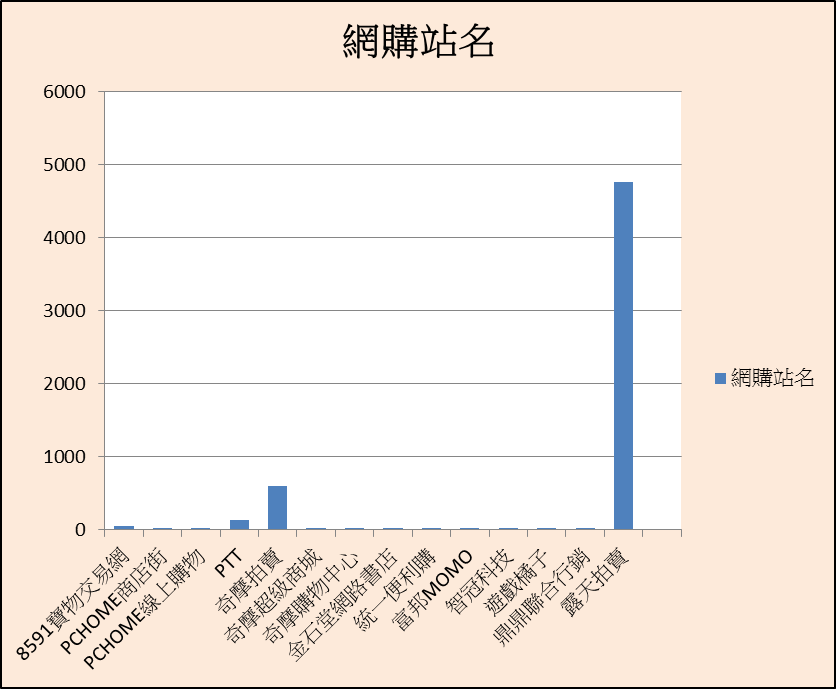 網購站名
6000
5000
4000
3000
2000
1000
0
8591寶物交易網
PCHOME商店街
PCHOME線上購物
PTT
奇摩拍賣
奇摩超級商城
奇摩購物中心
金石堂網路書店
統一便利購
富邦MOMO
智冠科技
遊戲橘子
鼎鼎聯合行銷
露天拍賣
網購站名